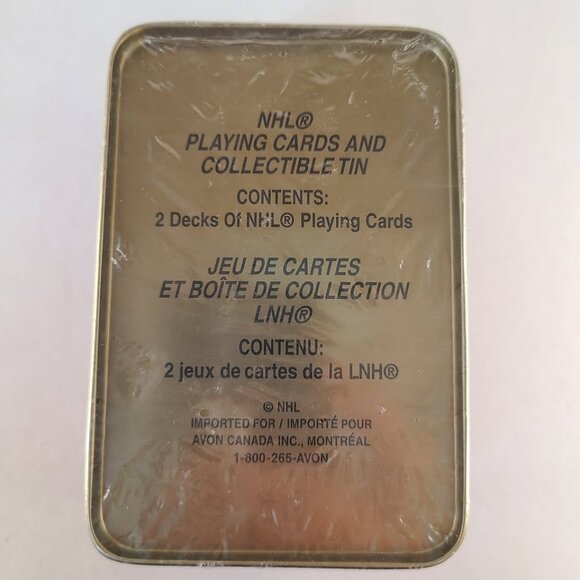 NHL®
PLAYING CARDS AND
COLLECTIBLE TIN
CONTENTS:
2 Decks Of NHL® Playing Cards
JEU DE CARTES
ET BOÎTE DE COLLECTION
LNH®
CONTENU:
2 jeux de cartes de la LNH®
© NHL
IMPORTED FOR / IMPORTÉ POUR
AVON CANADA INC., MONTRÉAL
1-800-265-AVON